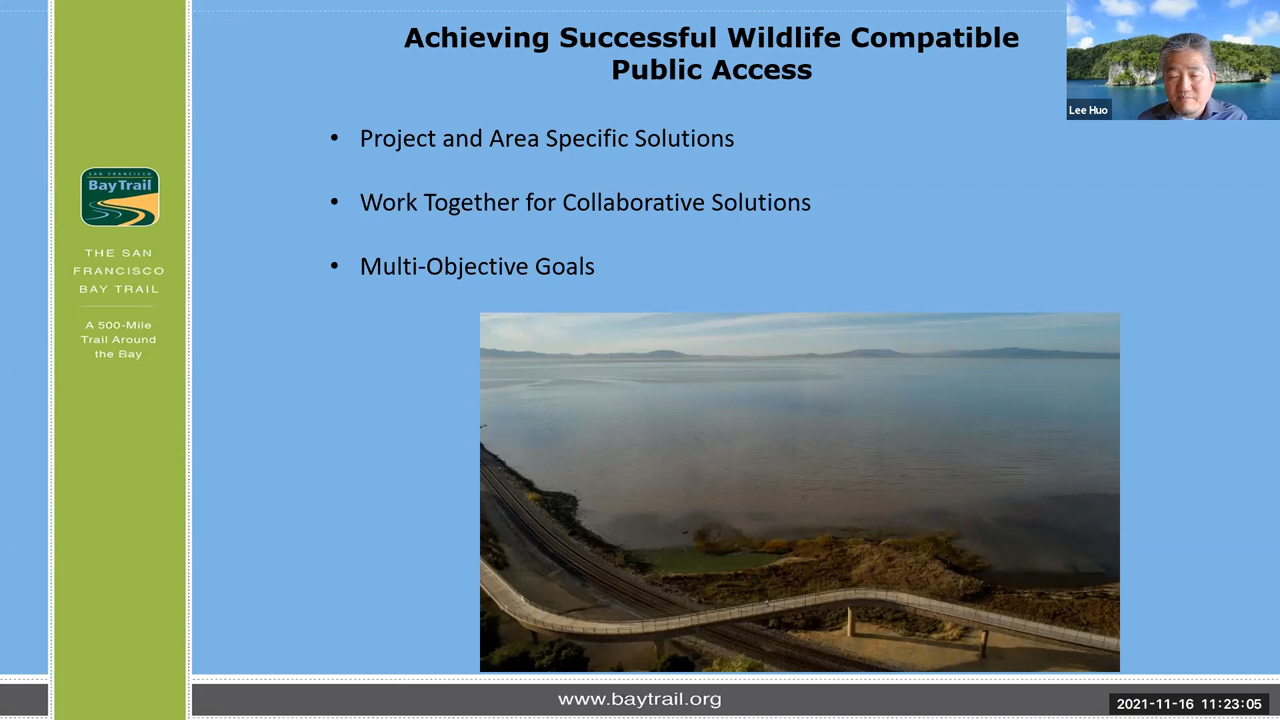 Achieving Successful Wildlife Compatible
Public Access
Lee Huo
• Project and Area Specific Solutions
• Work Together for Collaborative Solutions
• Multi-Objective Goals
SAN FRANCISCO
Bay Trail
THE SAN
FRANCISCO
BAY TRAIL
A 500-Mile
Trail Around
the Bay
www.baytrail.org
2021-11-16 11:23:05